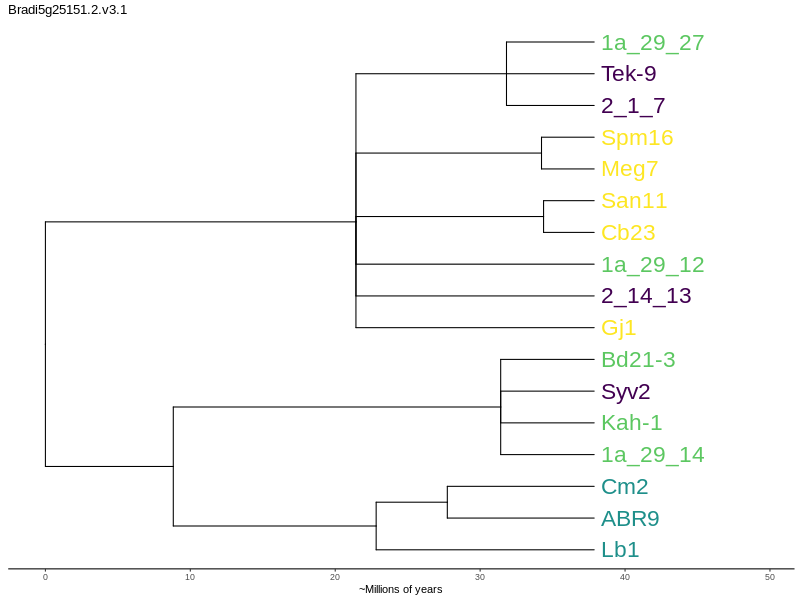 Bradi5g25151.2.v3.1
1a_29_27
Tek-9
2_1_7
Spm16
Meg7
San11
Cb23
1a_29_12
2_14_13
Gj1
Bd21-3
Syv2
Kah-1
1a_29_14
Cm2
ABR9
Lb1
0 10 20 30 40 50
~Millions of years